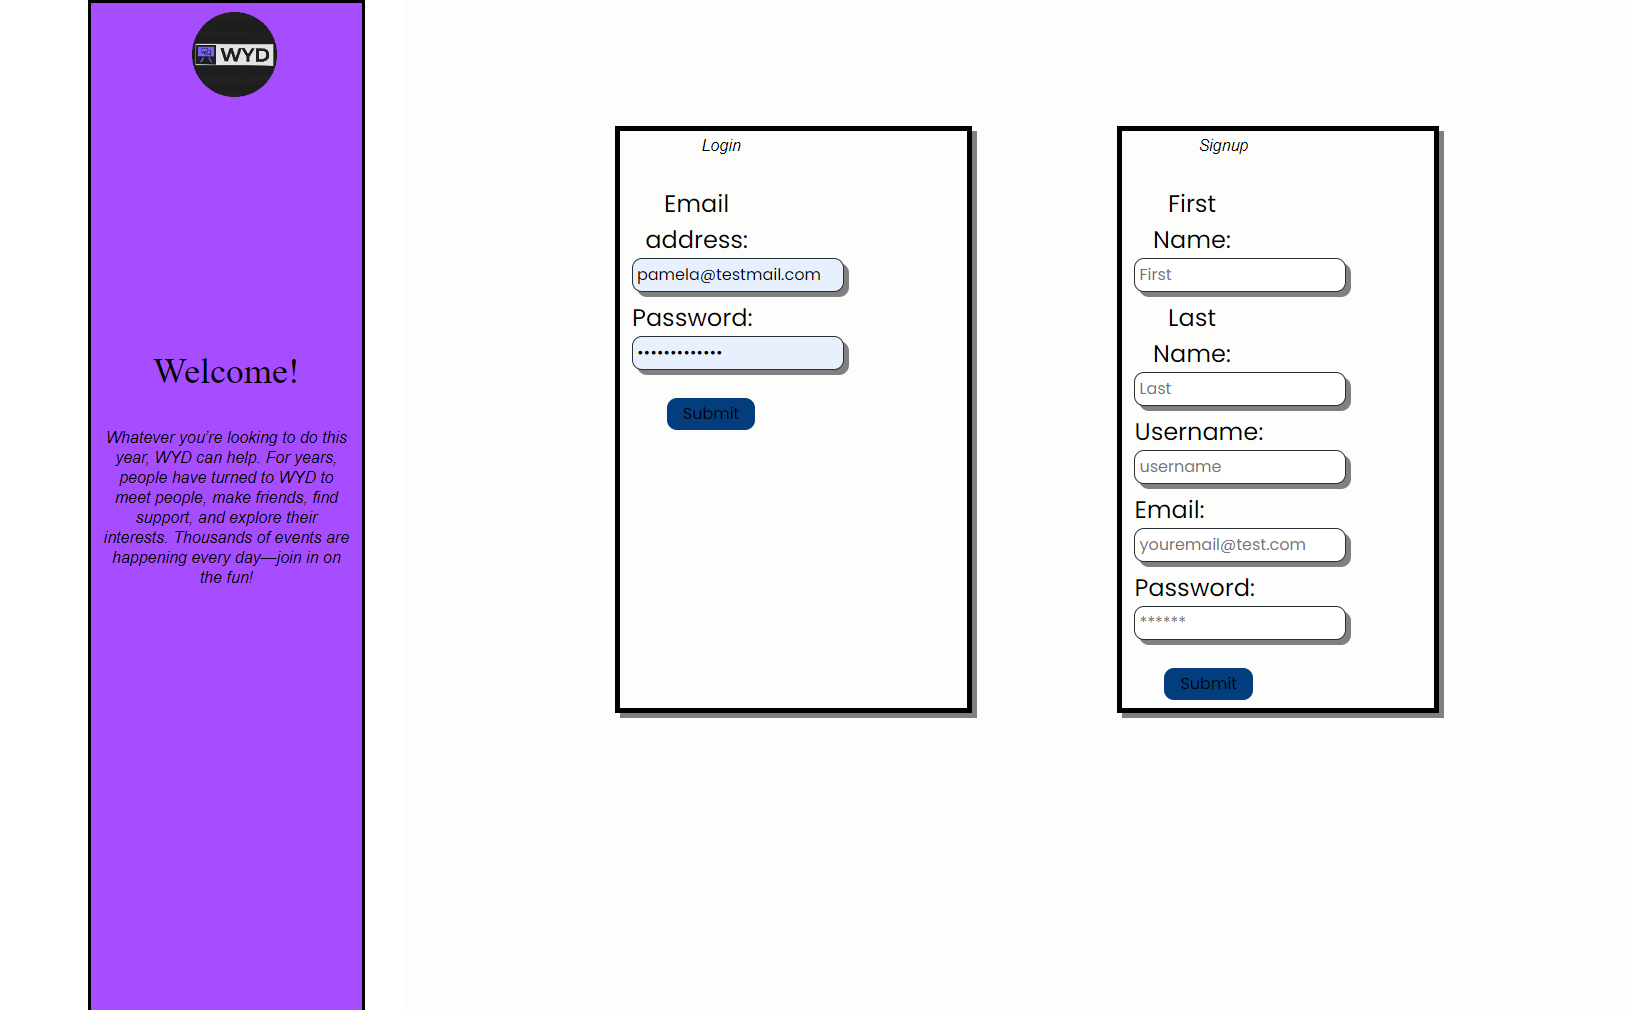 WYD
Welcome!
Whatever you're looking to do this
year, WYD can help. For years,
people have turned to WYD to
meet people, make friends, find
support, and explore their
interests. Thousands of events are
happening every day—join in on
the fun!
Login
Email
address:
pamela@testmail.com
Password:
•••••••••••••
Submit
Signup
First
Name:
First
Last
Name:
Last
Username:
username
Email:
youremail@test.com
Password:
******
Submit